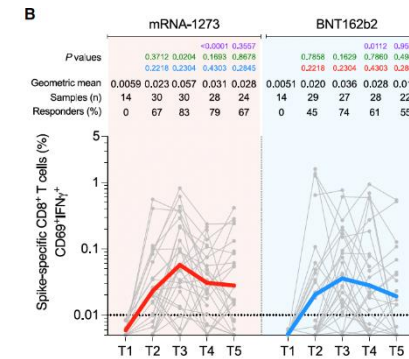 B
mRNA-1273 BNT162b2
<0.0001 0.3557 0.0112
P values 0.3712 0.0204 0.1693 0.8678 0.7858 0.1629 0.7860
0.2218 0.2304 0.4303 0.2845 0.2218 0.2304 0.4303
Geometric mean 0.0059 0.023 0.057 0.031 0.028 0.0051 0.020 0.036 0.028
Samples (n) 14 30 30 28 24 14 29 27 28 22
Responders (%) 0 67 83 79 67 0 45 74 61 55
Spike-specific CD8+ T cells (%)
CD69+IFNγ+
5
1
0.1
0.01
T1 T2 T3 T4 T5 T1 T2 T3 T4 T5